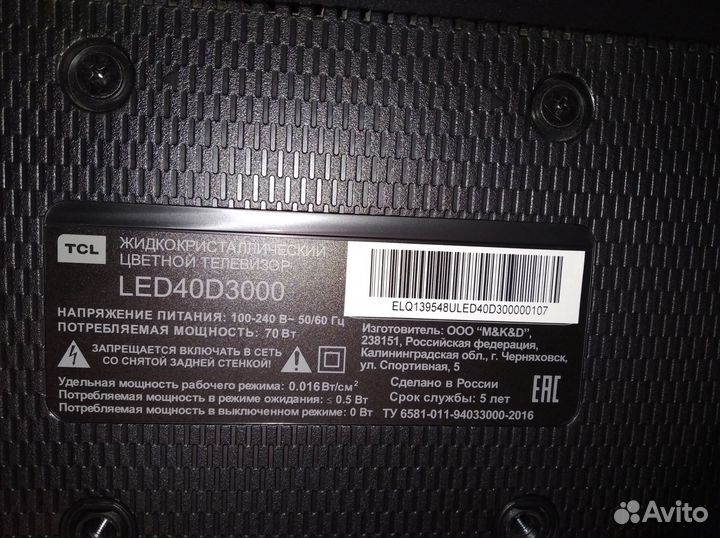 TCL
ЖИДКОКРИСТАЛЛИЧЕСКИЙ
ЦВЕТНОЙ ТЕЛЕВИЗОР
LED40D3000
НАПРЯЖЕНИЕ ПИТАНИЯ: 100-240 В~ 50/60 Гц
ПОТРЕБЛЯЕМАЯ МОЩНОСТЬ: 70 Вт
ЗАПРЕЩАЕТСЯ ВКЛЮЧАТЬ В СЕТЬ
СО СНЯТОЙ ЗАДНЕЙ СТЕНКОЙ!
Удельная мощность рабочего режима: 0.016Вт/см²
Потребляемая мощность в режиме ожидания: ≤ 0.5 Вт
Потребляемая мощность в выключенном режиме: 0 Вт
ELQ139548ULED40D300000107
Изготовитель: ООО "M&K&D",
238151, Российская федерация,
Калининградская обл., г. Черняховск,
ул. Спортивная, 5
Сделано в России
Срок службы: 5 лет
EAC
ТУ 6581-011-94033000-2016
Avito